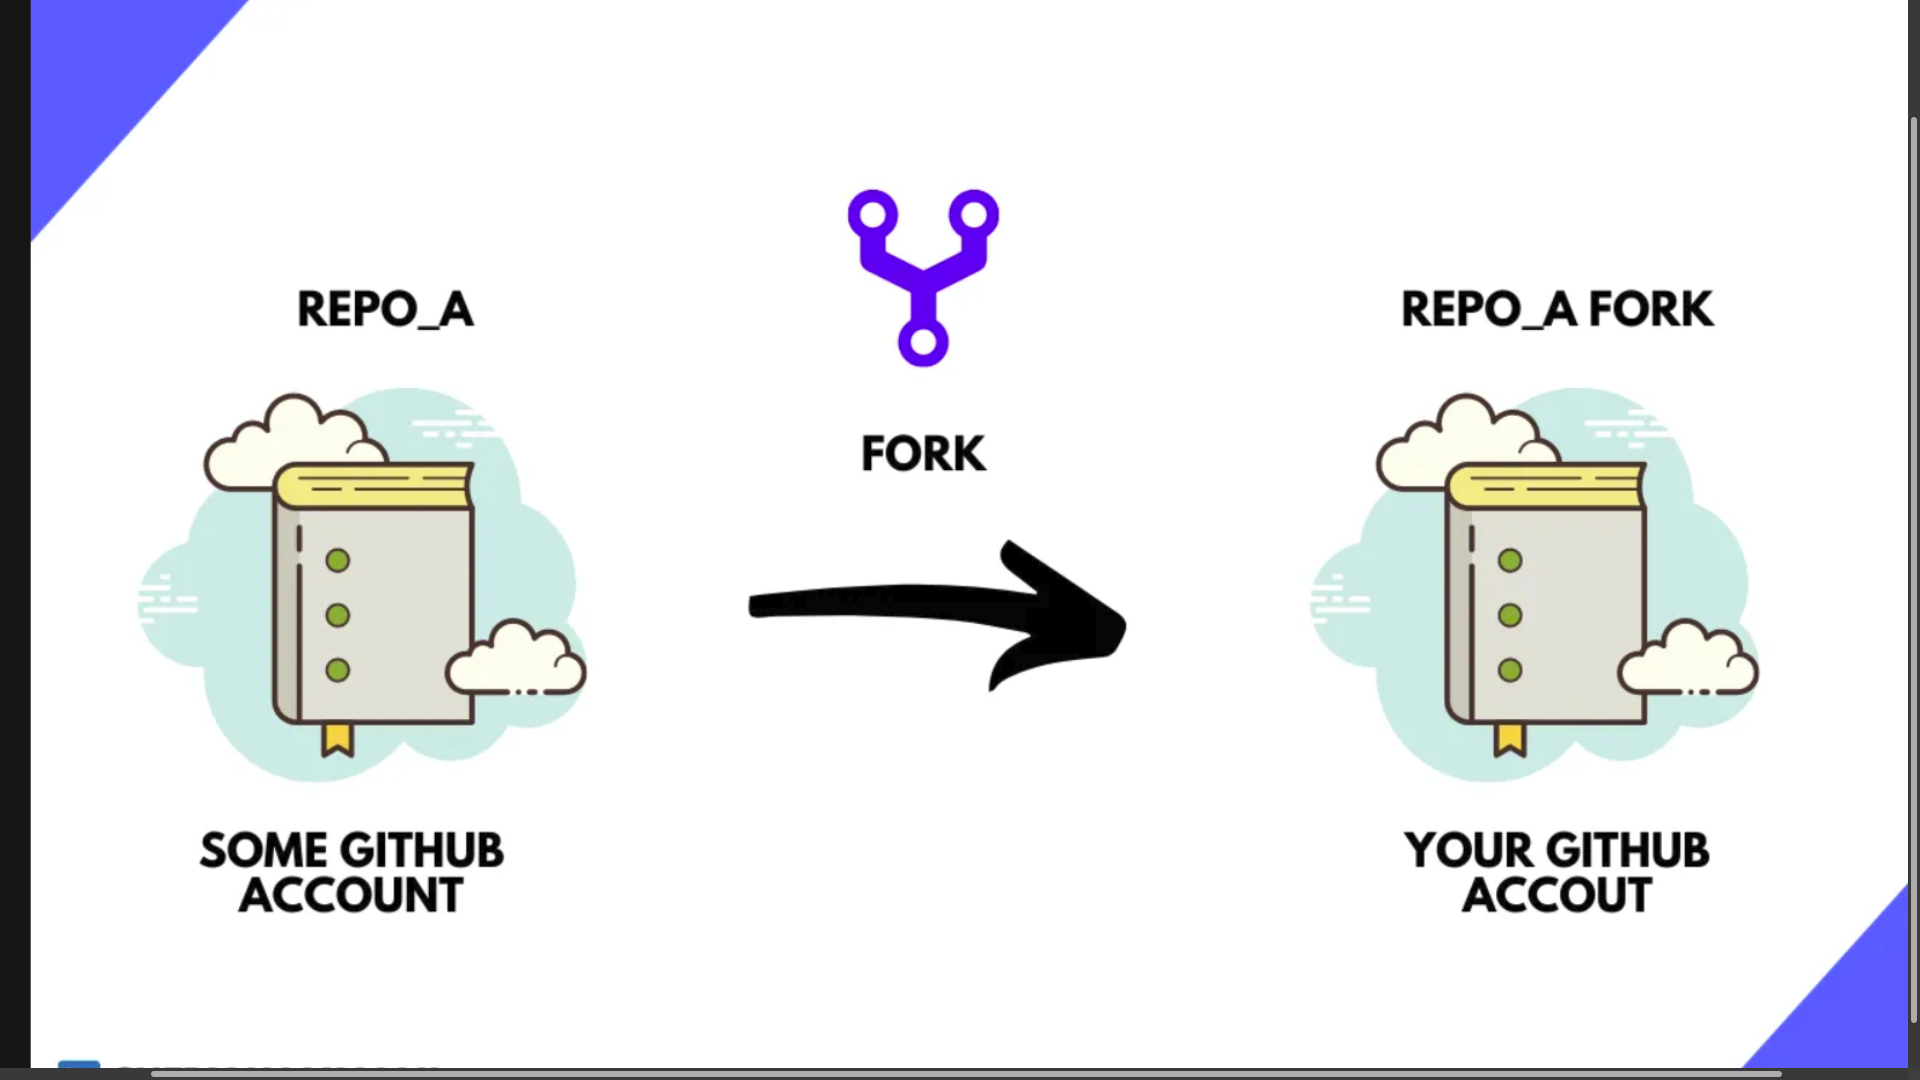 REPO_A
FORK
REPO_A FORK
SOME GITHUB
ACCOUNT
YOUR GITHUB
ACCOUT